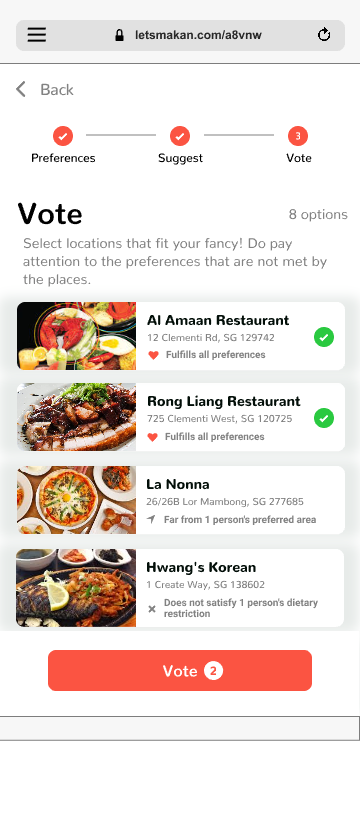 letsmakan.com/a8vnw
Back
3
Preferences
Suggest
Vote
Vote
8 options
Select locations that fit your fancy! Do pay
attention to the preferences that are not met by
the places.
Al Amaan Restaurant
12 Clementi Rd, SG 129742
Fulfills all preferences
Rong Liang Restaurant
725 Clementi West, SG 120725
Fulfills all preferences
La Nonna
26/26B Lor Mambong, SG 277685
Far from 1 person's preferred area
Hwang's Korean
1 Create Way, SG 138602
Does not satisfy 1 person's dietary
restriction
Vote 2